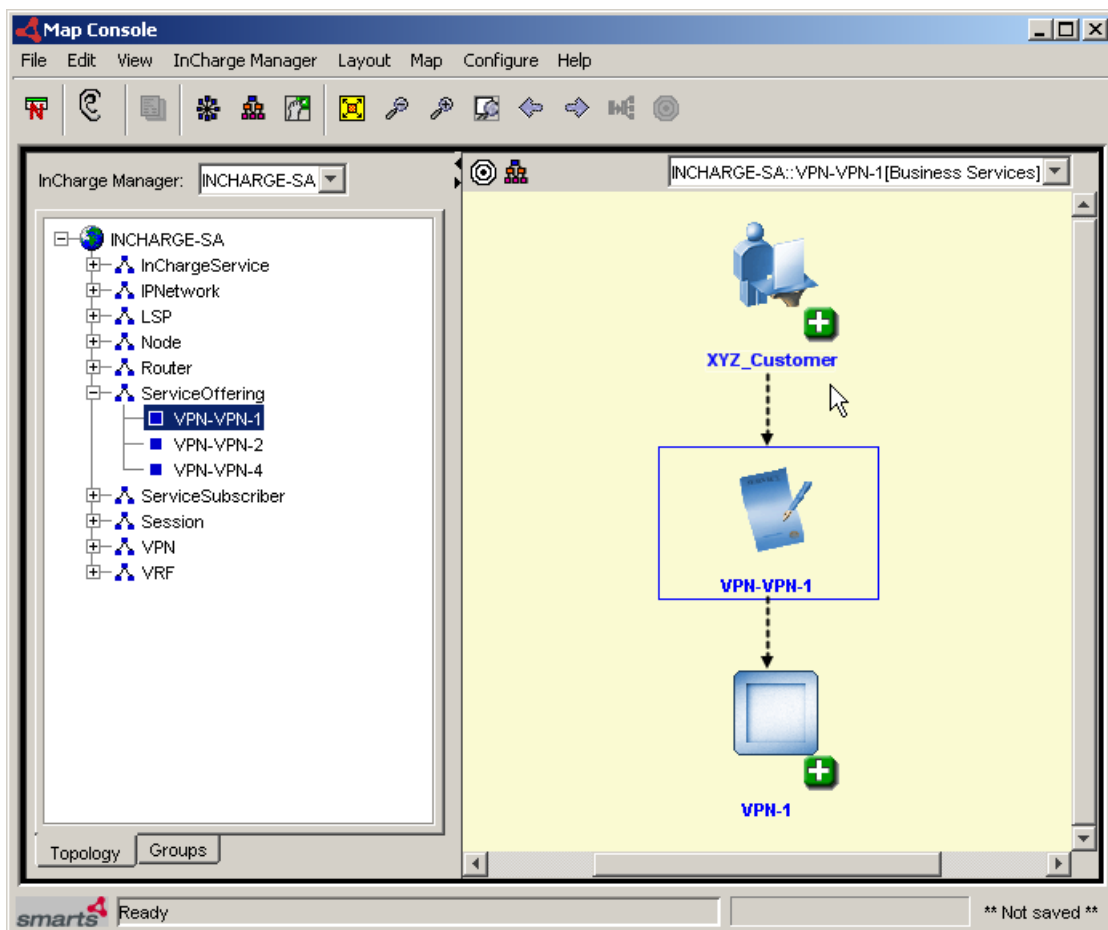 Map Console
File Edit View InCharge Manager Layout Map Configure Help
InCharge Manager: INCHARGE-SA
INCHARGE-SA::VPN-VPN-1[Business Services]
INCHARGE-SA
InChargeService
IPNetwork
LSP
Node
Router
ServiceOffering
VPN-VPN-1
VPN-VPN-2
VPN-VPN-4
ServiceSubscriber
Session
VPN
VRF
Topology Groups
XYZ_Customer
VPN-VPN-1
VPN-1
smarts Ready ** Not saved **